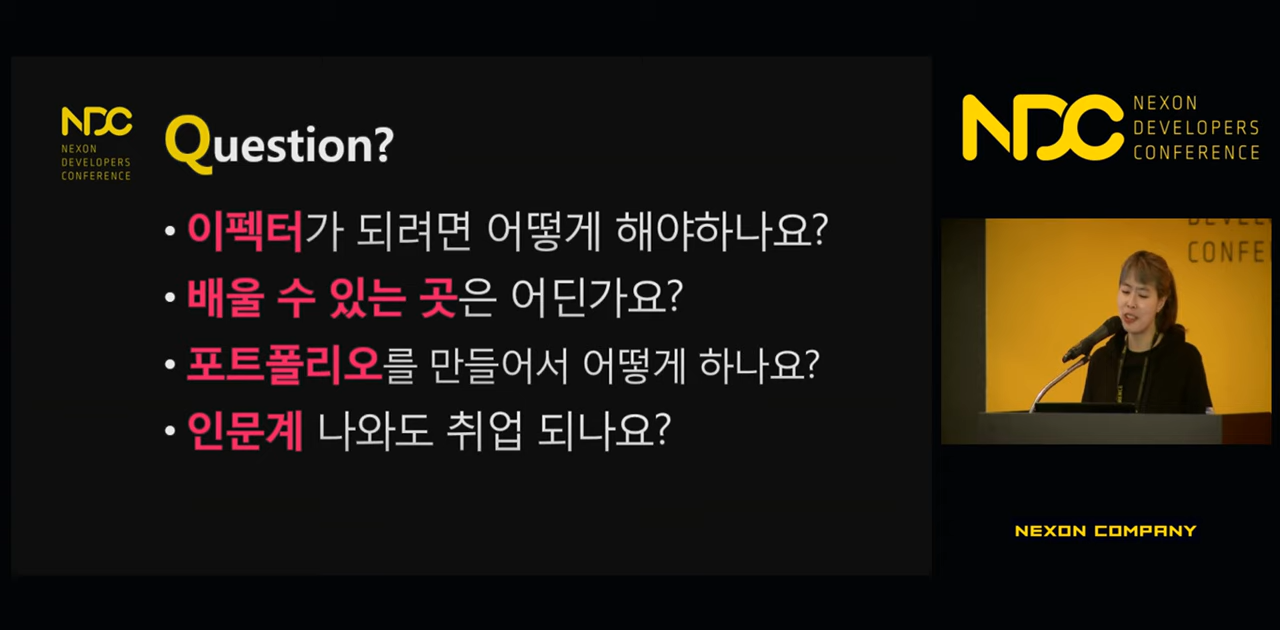 NDC
NEXON
DEVELOPERS
CONFERENCE
Question?
• 이펙터가 되려면 어떻게 해야하나요?
• 배울 수 있는 곳은 어딘가요?
• 포트폴리오를 만들어서 어떻게 하나요?
• 인문계 나와도 취업 되나요?
NDC
NEXON
DEVELOPERS
CONFERENCE
CONFE
NEXON COMPANY